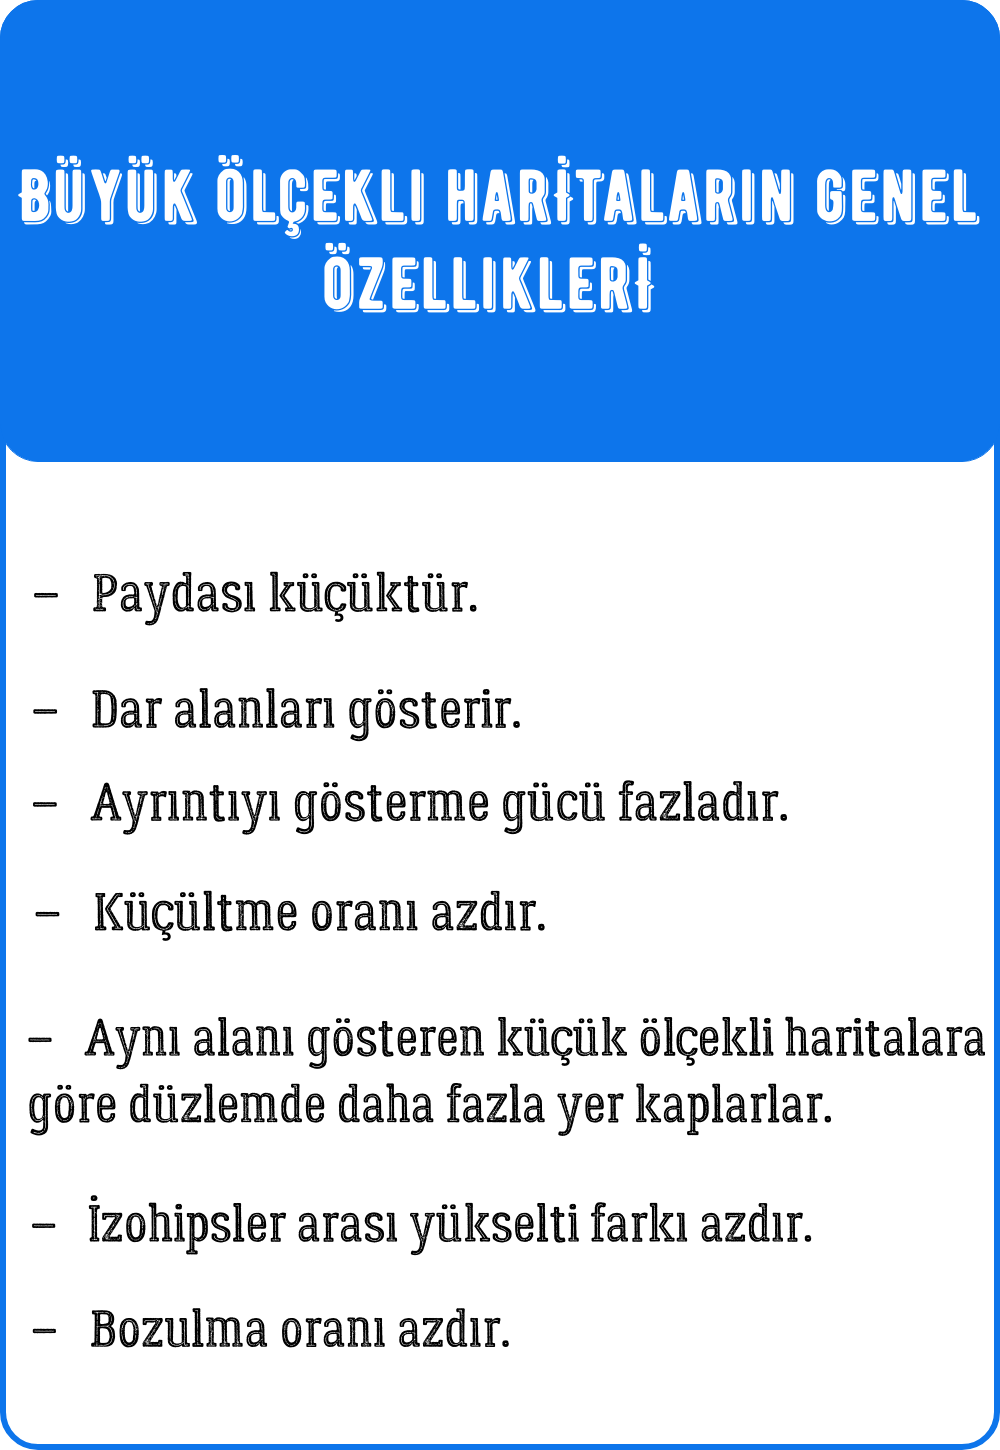 BÜYÜK ÖLÇEKLI HARİTALARIN GENEL
ÖZELLIKLERİ
– Paydası küçüktür.
– Dar alanları gösterir.
– Ayrıntıyı gösterme gücü fazladır.
– Küçültme oranı azdır.
– Aynı alanı gösteren küçük ölçekli haritalara
göre düzlemde daha fazla yer kaplarlar.
– İzohipsler arası yükselti farkı azdır.
– Bozulma oranı azdır.